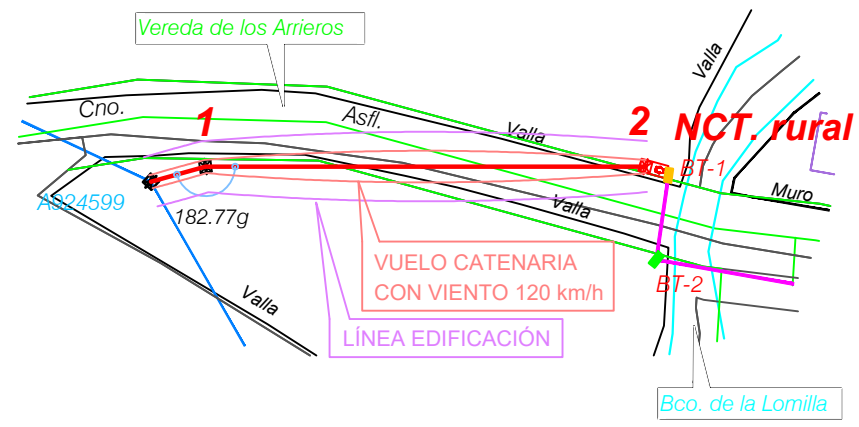 Vereda de los Arrieros
Valla
Cno.
Asfl.
1
Valla
2
NCT. rural
BT-1
A924599
182.77g
Valla
Muro
VUELO CATENARIA
CON VIENTO 120 km/h
BT-2
Valla
LÍNEA EDIFICACIÓN
Bco. de la Lomilla